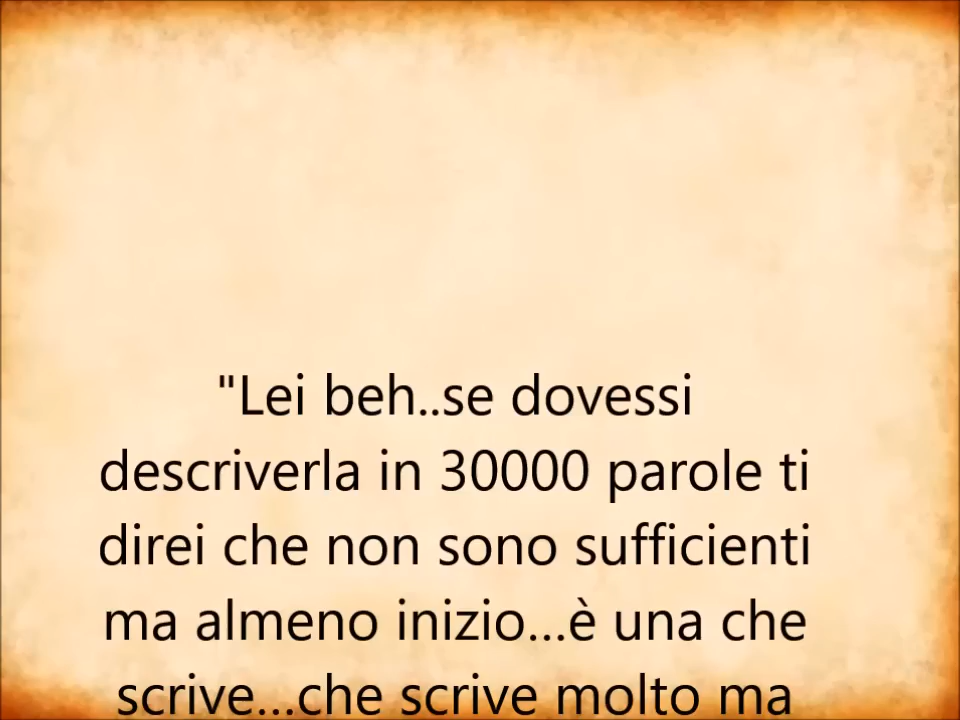 "Lei beh..se dovessi
descriverla in 30000 parole ti
direi che non sono sufficienti
ma almeno inizio...è una che
scrive...che scrive molto ma